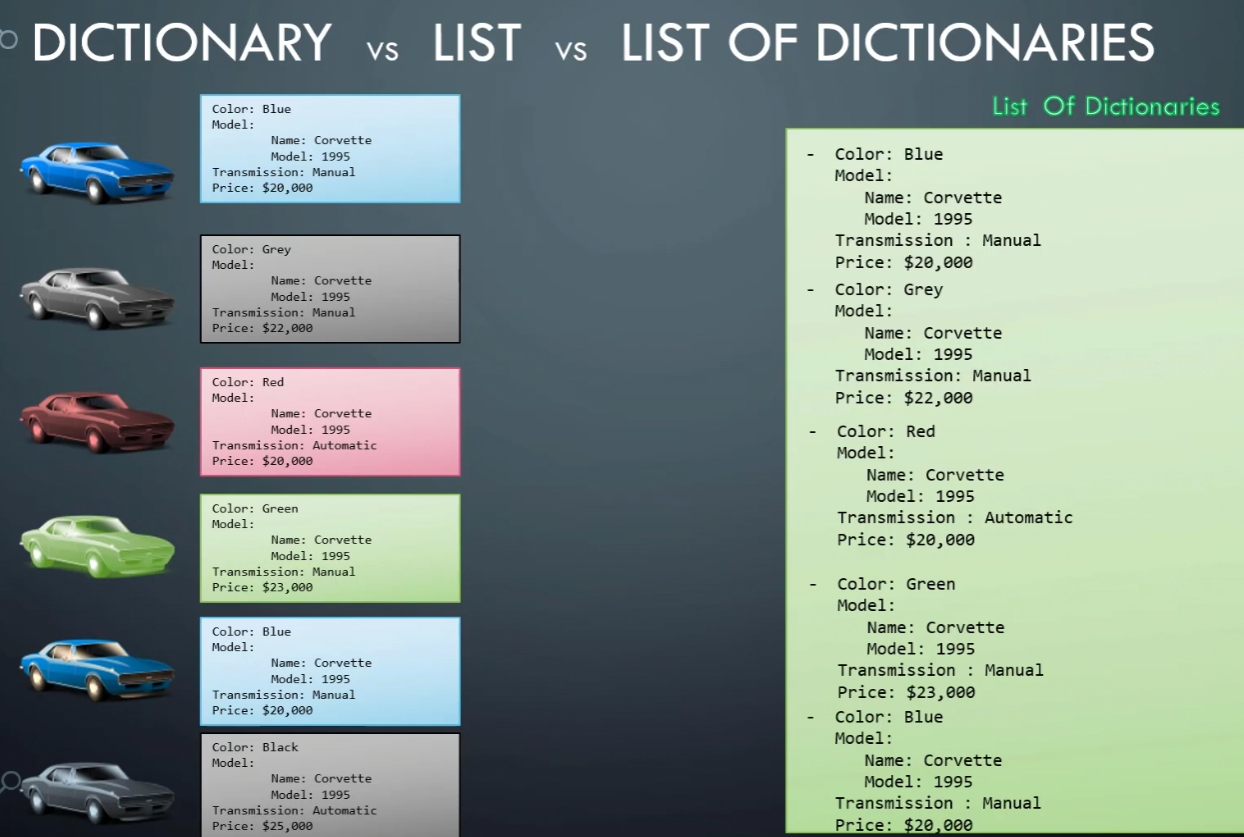 DICTIONARY vs LIST vs LIST OF DICTIONARIES
Color: Blue
Model:
Name: Corvette
Model: 1995
Transmission: Manual
Price: $20,000
Color: Grey
Model:
Name: Corvette
Model: 1995
Transmission: Manual
Price: $22,000
Color: Red
Model:
Name: Corvette
Model: 1995
Transmission: Automatic
Price: $20,000
Color: Green
Model:
Name: Corvette
Model: 1995
Transmission: Manual
Price: $23,000
Color: Blue
Model:
Name: Corvette
Model: 1995
Transmission: Manual
Price: $20,000
Color: Black
Model:
Name: Corvette
Model: 1995
Transmission: Automatic
Price: $25,000
List Of Dictionaries
- Color: Blue
Model:
Name: Corvette
Model: 1995
Transmission : Manual
Price: $20,000
- Color: Grey
Model:
Name: Corvette
Model: 1995
Transmission: Manual
Price: $22,000
- Color: Red
Model:
Name: Corvette
Model: 1995
Transmission : Automatic
Price: $20,000
- Color: Green
Model:
Name: Corvette
Model: 1995
Transmission : Manual
Price: $23,000
- Color: Blue
Model:
Name: Corvette
Model: 1995
Transmission : Manual
Price: $20,000